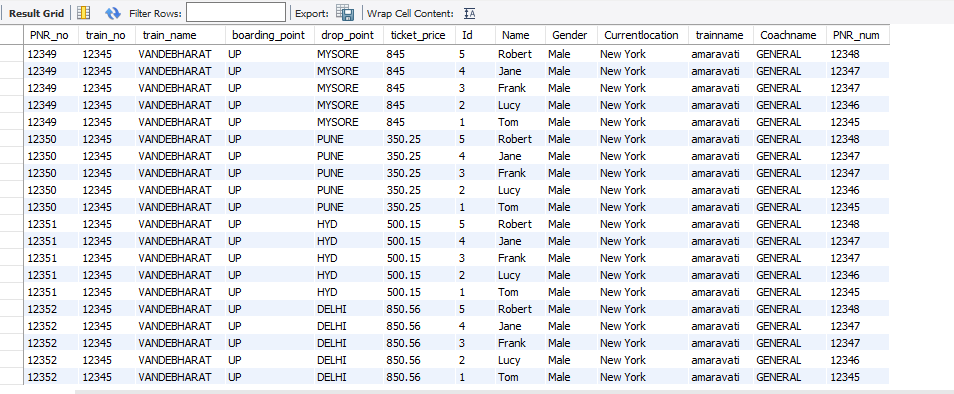 Result Grid Filter Rows: Export: Wrap Cell Content:
PNR_no train_no train_name boarding_point drop_point ticket_price Id Name Gender Currentlocation trainname Coachname PNR_num
12349 12345 VANDEBHARAT UP MYSORE 845 5 Robert Male New York amaravati GENERAL 12348
12349 12345 VANDEBHARAT UP MYSORE 845 4 Jane Male New York amaravati GENERAL 12347
12349 12345 VANDEBHARAT UP MYSORE 845 3 Frank Male New York amaravati GENERAL 12347
12349 12345 VANDEBHARAT UP MYSORE 845 2 Lucy Male New York amaravati GENERAL 12346
12349 12345 VANDEBHARAT UP MYSORE 845 1 Tom Male New York amaravati GENERAL 12345
12350 12345 VANDEBHARAT UP PUNE 350.25 5 Robert Male New York amaravati GENERAL 12348
12350 12345 VANDEBHARAT UP PUNE 350.25 4 Jane Male New York amaravati GENERAL 12347
12350 12345 VANDEBHARAT UP PUNE 350.25 3 Frank Male New York amaravati GENERAL 12347
12350 12345 VANDEBHARAT UP PUNE 350.25 2 Lucy Male New York amaravati GENERAL 12346
12350 12345 VANDEBHARAT UP PUNE 350.25 1 Tom Male New York amaravati GENERAL 12345
12351 12345 VANDEBHARAT UP HYD 500.15 5 Robert Male New York amaravati GENERAL 12348
12351 12345 VANDEBHARAT UP HYD 500.15 4 Jane Male New York amaravati GENERAL 12347
12351 12345 VANDEBHARAT UP HYD 500.15 3 Frank Male New York amaravati GENERAL 12347
12351 12345 VANDEBHARAT UP HYD 500.15 2 Lucy Male New York amaravati GENERAL 12346
12351 12345 VANDEBHARAT UP HYD 500.15 1 Tom Male New York amaravati GENERAL 12345
12352 12345 VANDEBHARAT UP DELHI 850.56 5 Robert Male New York amaravati GENERAL 12348
12352 12345 VANDEBHARAT UP DELHI 850.56 4 Jane Male New York amaravati GENERAL 12347
12352 12345 VANDEBHARAT UP DELHI 850.56 3 Frank Male New York amaravati GENERAL 12347
12352 12345 VANDEBHARAT UP DELHI 850.56 2 Lucy Male New York amaravati GENERAL 12346
12352 12345 VANDEBHARAT UP DELHI 850.56 1 Tom Male New York amaravati GENERAL 12345